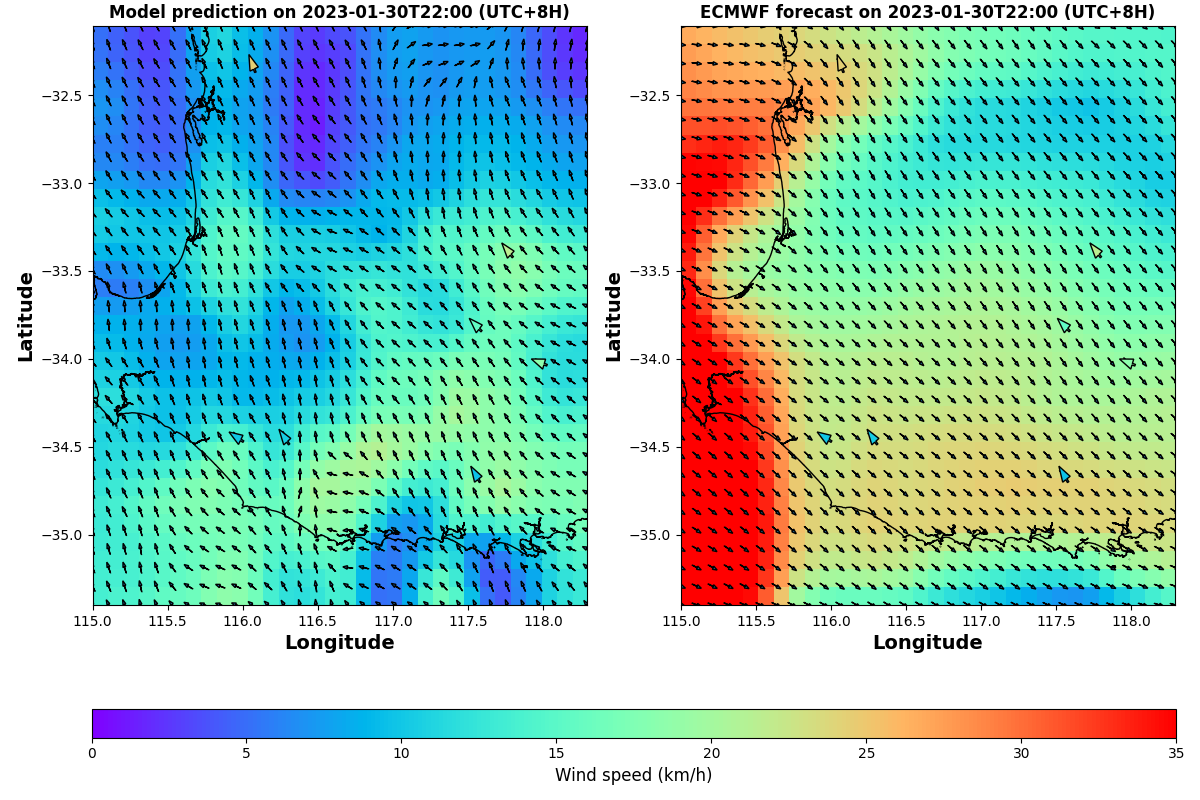 Model prediction on 2023-01-30T22:00 (UTC+8H)
ECMWF forecast on 2023-01-30T22:00 (UTC+8H)
−32.5
−33.0
−33.5
−34.0
−34.5
−35.0
Latitude
115.0 115.5 116.0 116.5 117.0 117.5 118.0
Longitude
−32.5
−33.0
−33.5
−34.0
−34.5
−35.0
Latitude
115.0 115.5 116.0 116.5 117.0 117.5 118.0
Longitude
0 5 10 15 20 25 30 35
Wind speed (km/h)